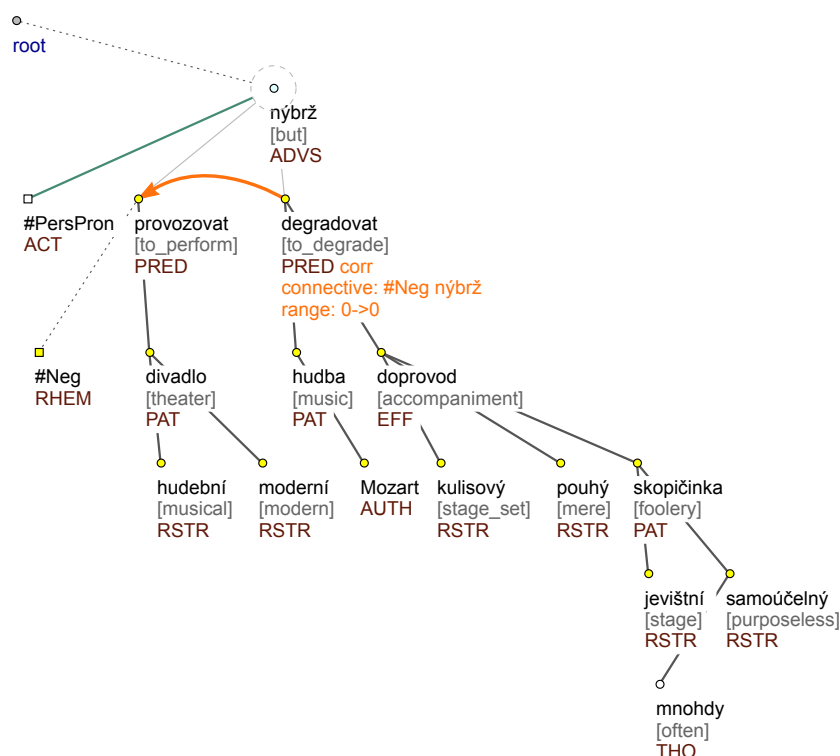 root
nýbrž
[but]
ADVS
#PersPron
ACT
provozovat
[to_perform]
PRED
degradovat
[to_degrade]
PRED corr
connective: #Neg nýbrž
range: 0->0
#Neg
RHEM
divadlo
[theater]
PAT
hudba
[music]
PAT
doprovod
[accompaniment]
EFF
hudební
[musical]
RSTR
moderní
[modern]
RSTR
Mozart
AUTH
kulisový
[stage_set]
RSTR
pouhý
[mere]
RSTR
skopičinka
[foolery]
PAT
jevištní
[stage]
RSTR
samoúčelný
[purposeless]
RSTR
mnohdy
[often]
THO